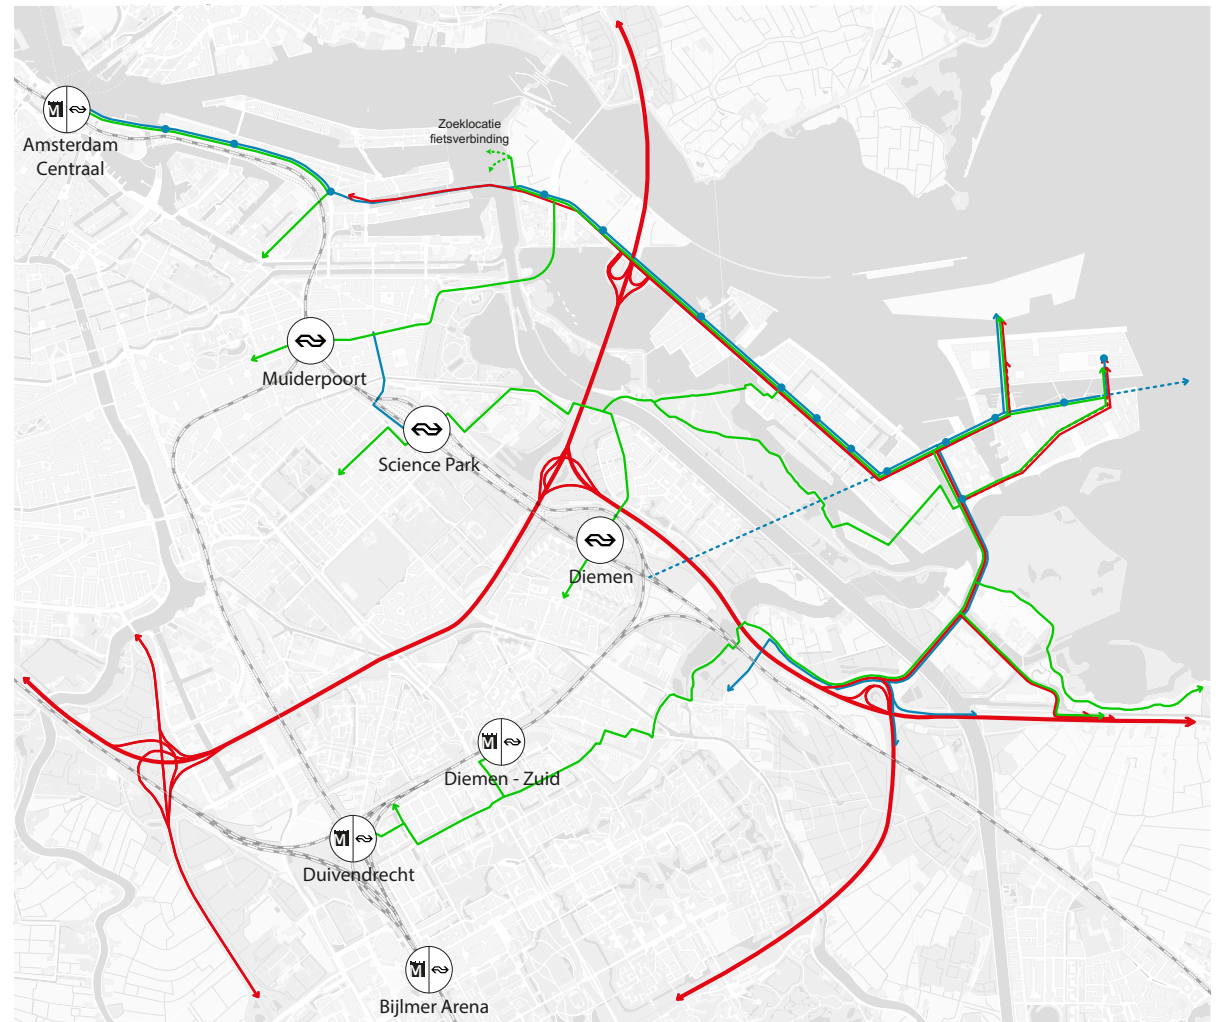 Zoeklocatie
fietsverbinding
Amsterdam
Centraal
Muiderpoort
Science Park
Diemen
Diemen - Zuid
Duivendrecht
Bijlmer Arena